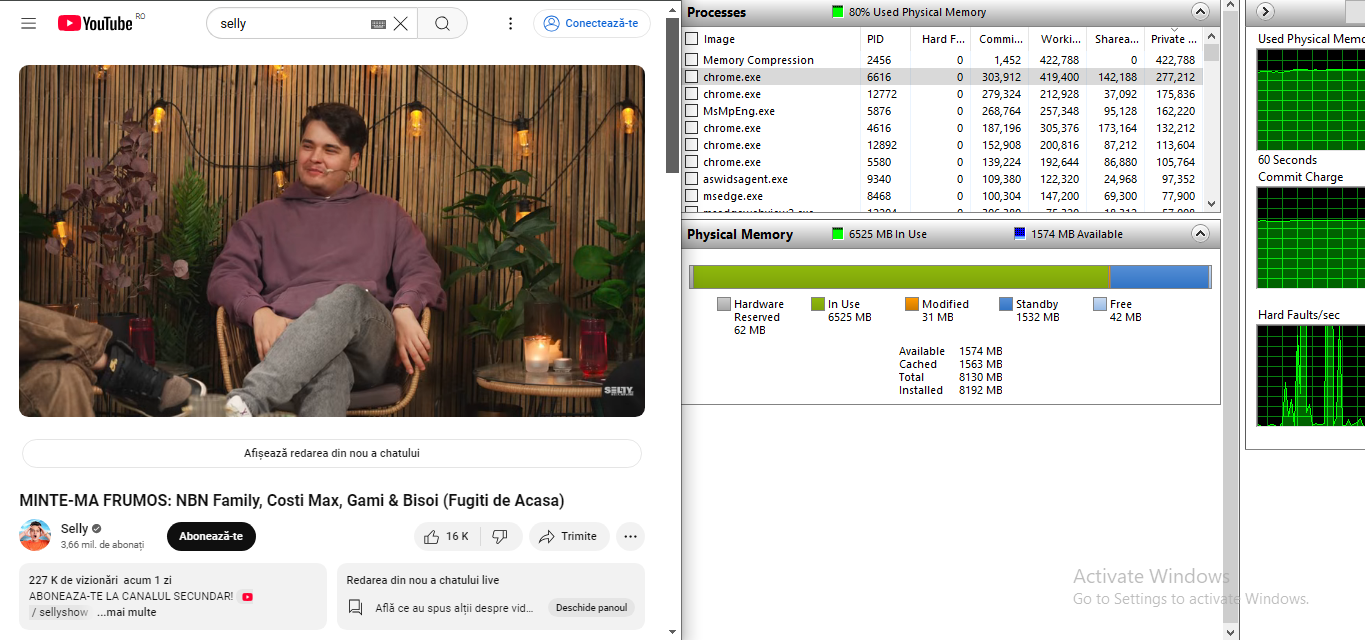 YouTube RO
selly
Conectează-te
SELLY
Afișează redarea din nou a chatului
MINTE-MA FRUMOS: NBN Family, Costi Max, Gami & Bisoi (Fugiti de Acasa)
Selly
3,66 mil. de abonați
Abonează-te
16 K
Trimite
227 K de vizionări acum 1 zi
ABONEAZA-TE LA CANALUL SECUNDAR!
/ sellyshow ...mai multe
Redarea din nou a chatului live
Află ce au spus alții despre vid...
Deschide panoul
Processes 80% Used Physical Memory
Image PID Hard F... Commi... Worki... Sharea... Private ...
Memory Compression 2456 0 1,452 422,788 0 422,788
chrome.exe 6616 0 303,912 419,400 142,188 277,212
chrome.exe 12772 0 279,324 212,928 37,092 175,836
MsMpEng.exe 5876 0 268,764 257,348 95,128 162,220
chrome.exe 4616 0 187,196 305,376 173,164 132,212
chrome.exe 12892 0 152,908 200,816 87,212 113,604
chrome.exe 5580 0 139,224 192,644 86,880 105,764
aswidsagent.exe 9340 0 109,380 122,320 24,968 97,352
msedge.exe 8468 0 100,304 147,200 69,300 77,900
Physical Memory 6525 MB In Use 1574 MB Available
Hardware Reserved 62 MB
In Use 6525 MB
Modified 31 MB
Standby 1532 MB
Free 42 MB
Available 1574 MB
Cached 1563 MB
Total 8130 MB
Installed 8192 MB
Used Physical Memo
60 Seconds
Commit Charge
Hard Faults/sec
Activate Windows
Go to Settings to activate Windows.